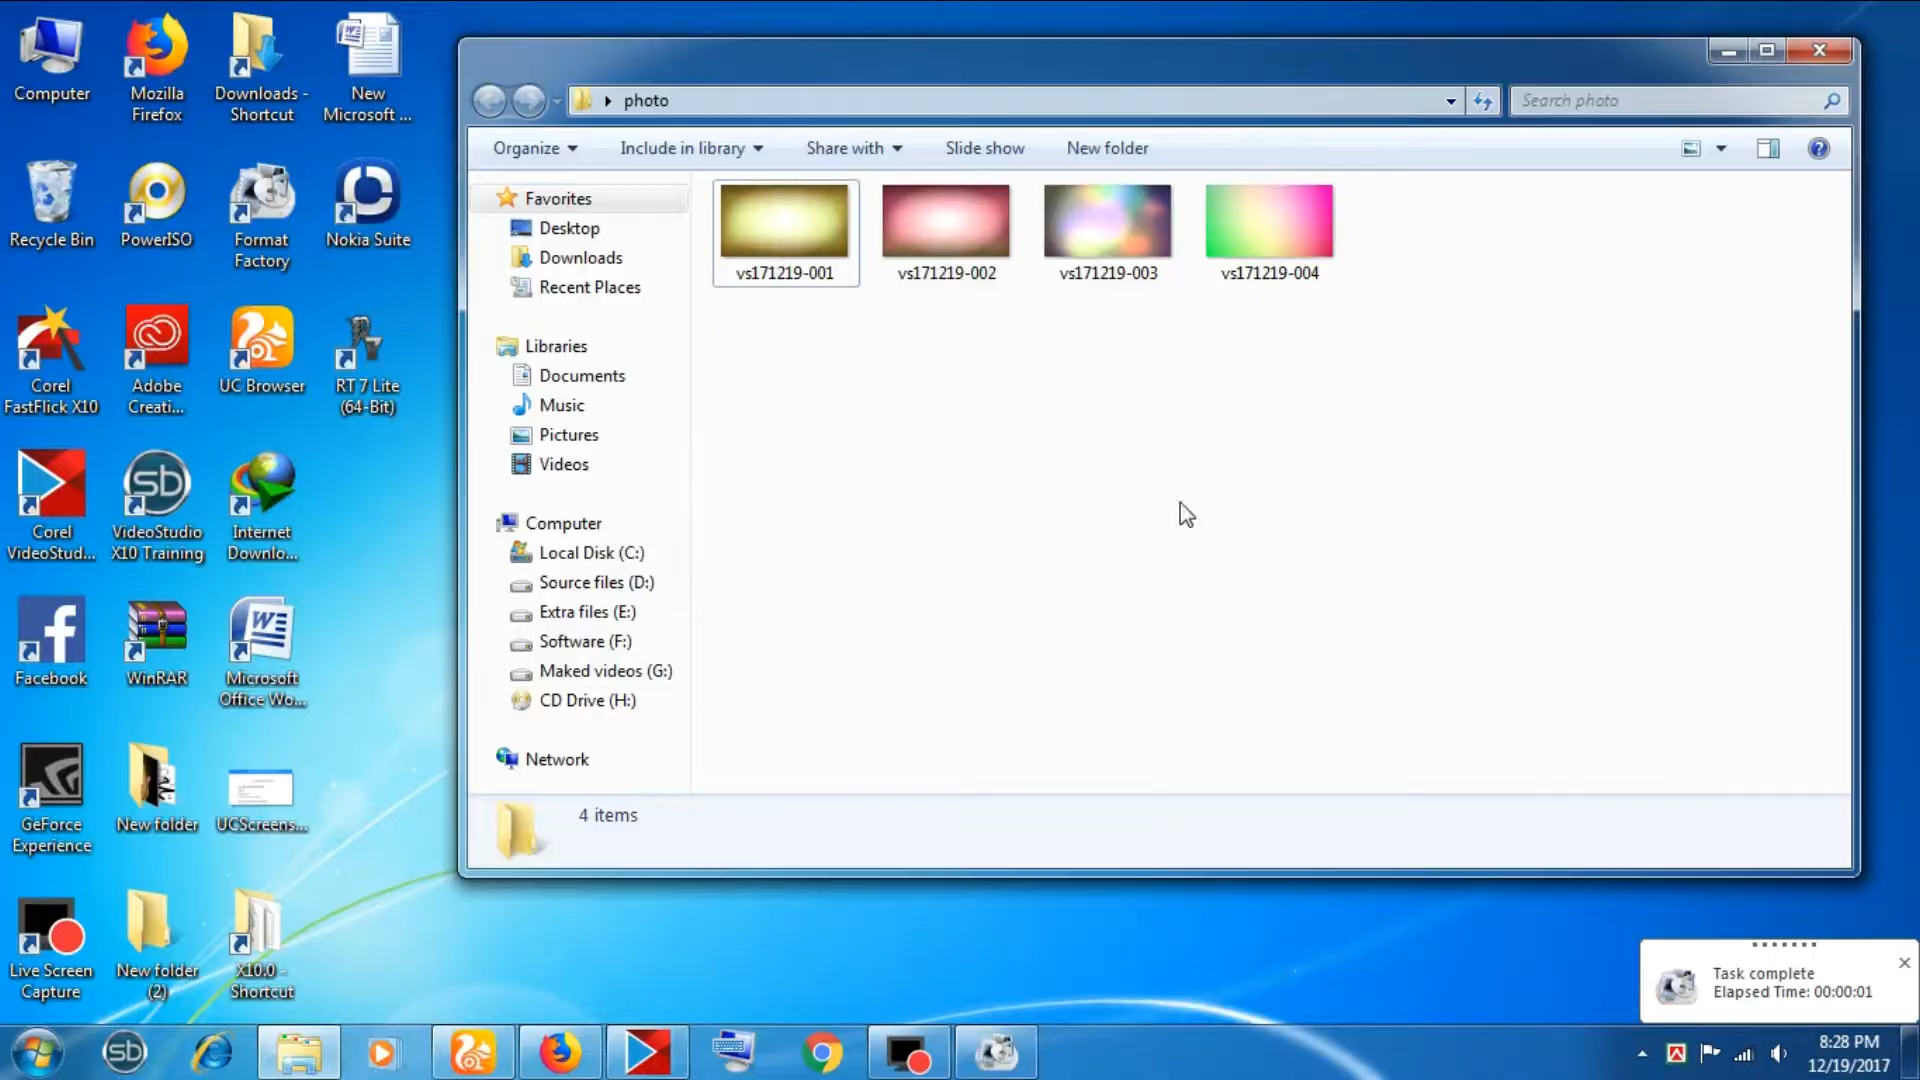 Computer
Mozilla
Firefox
Downloads -
Shortcut
New
Microsoft ...
Recycle Bin
PowerISO
Format
Factory
Nokia Suite
Corel
FastFlick X10
Adobe
Creati...
UC Browser
RT 7 Lite
(64-Bit)
Corel
VideoStud...
VideoStudio
X10 Training
Internet
Downlo...
Facebook
WinRAR
Microsoft
Office Wo...
GeForce
Experience
New folder
UCScreens...
Live Screen
Capture
New folder
(2)
X10.0 -
Shortcut
photo
Search photo
Organize
Include in library
Share with
Slide show
New folder
Favorites
Desktop
Downloads
Recent Places
Libraries
Documents
Music
Pictures
Videos
Computer
Local Disk (C:)
Source files (D:)
Extra files (E:)
Software (F:)
Maked videos (G:)
CD Drive (H:)
Network
vs171219-001
vs171219-002
vs171219-003
vs171219-004
4 items
Task complete
Elapsed Time: 00:00:01
8:28 PM
12/19/2017